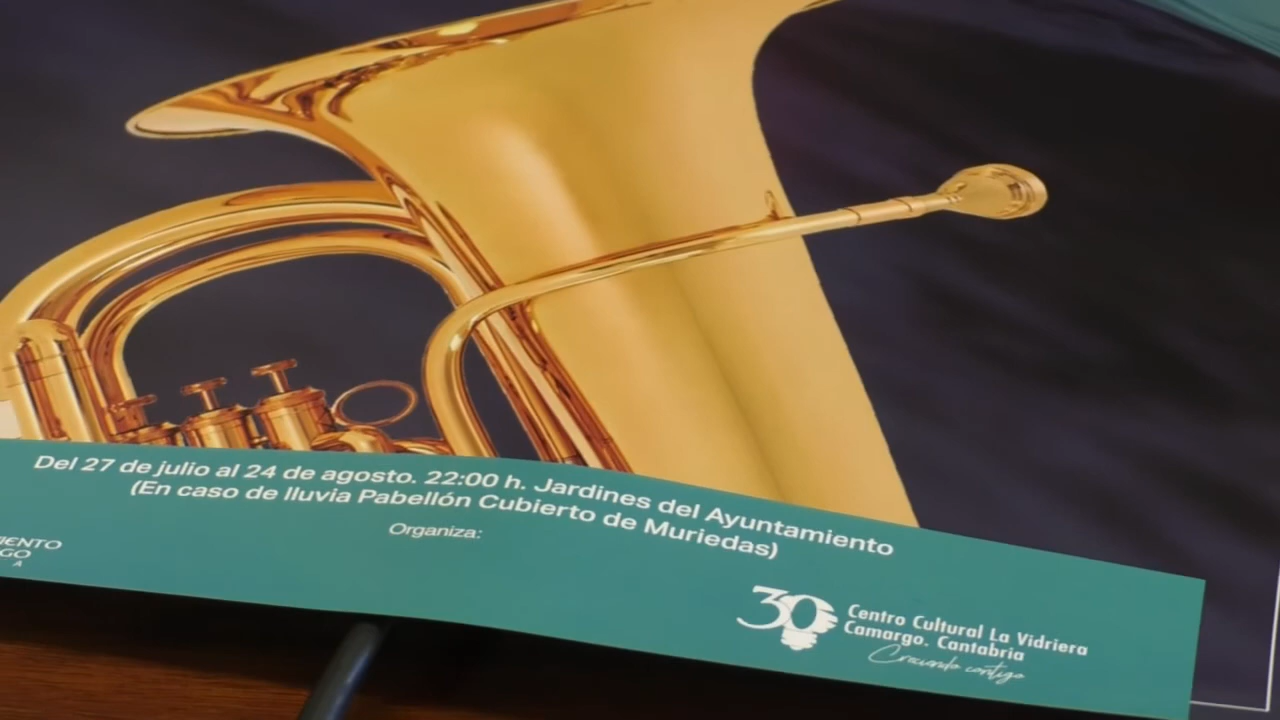 Del 27 de julio al 24 de agosto. 22:00 h. Jardines del Ayuntamiento
(En caso de lluvia Pabellón Cubierto de Muriedas)
Organiza:
30
Centro Cultural La Vidriera
Camargo. Cantabria
Creciendo contigo